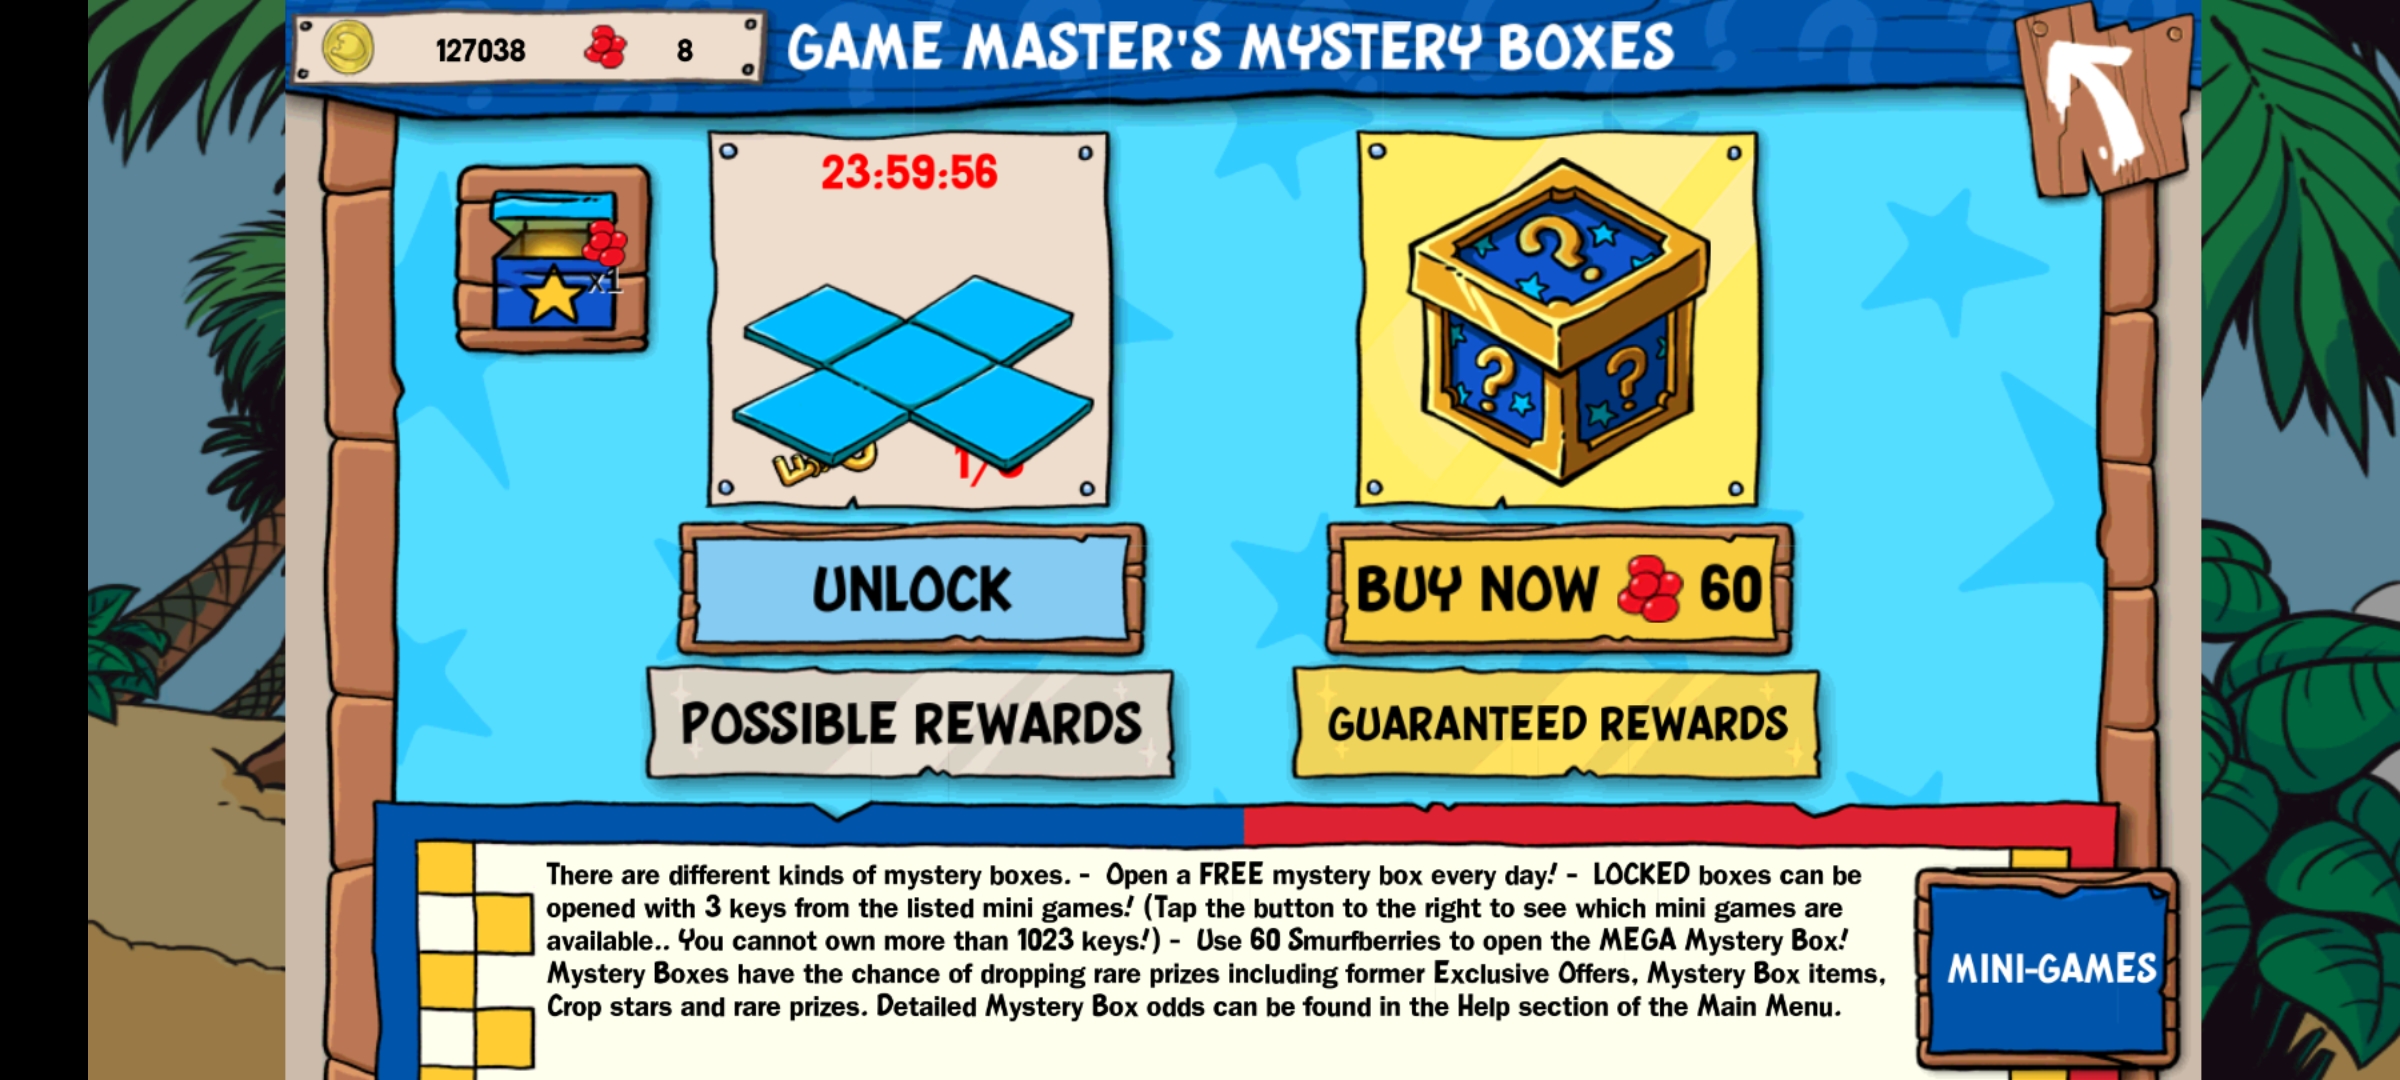 127038
8
GAME MASTER'S MYSTERY BOXES
x1
23:59:56
UNLOCK
BUY NOW 60
POSSIBLE REWARDS
GUARANTEED REWARDS
There are different kinds of mystery boxes. - Open a FREE mystery box every day! - LOCKED boxes can be
opened with 3 keys from the listed mini games! (Tap the button to the right to see which mini games are
available.. You cannot own more than 1023 keys!) - Use 60 Smurfberries to open the MEGA Mystery Box!
Mystery Boxes have the chance of dropping rare prizes including former Exclusive Offers, Mystery Box items,
Crop stars and rare prizes. Detailed Mystery Box odds can be found in the Help section of the Main Menu.
MINI-GAMES